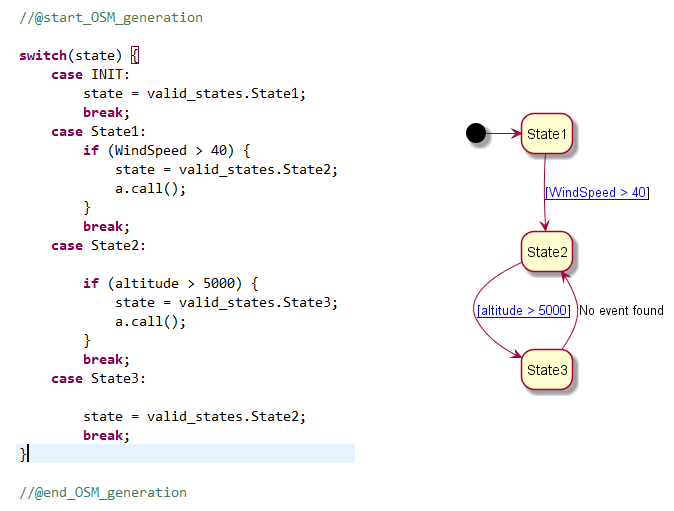 //@start_OSM_generation
switch(state) {
case INIT:
state = valid_states.State1;
break;
case State1:
if (WindSpeed > 40) {
state = valid_states.State2;
a.call();
}
break;
case State2:
if (altitude > 5000) {
state = valid_states.State3;
a.call();
}
break;
case State3:
state = valid_states.State2;
break;
}
//@end_OSM_generation
State1
[WindSpeed > 40]
State2
[altitude > 5000]
No event found
State3